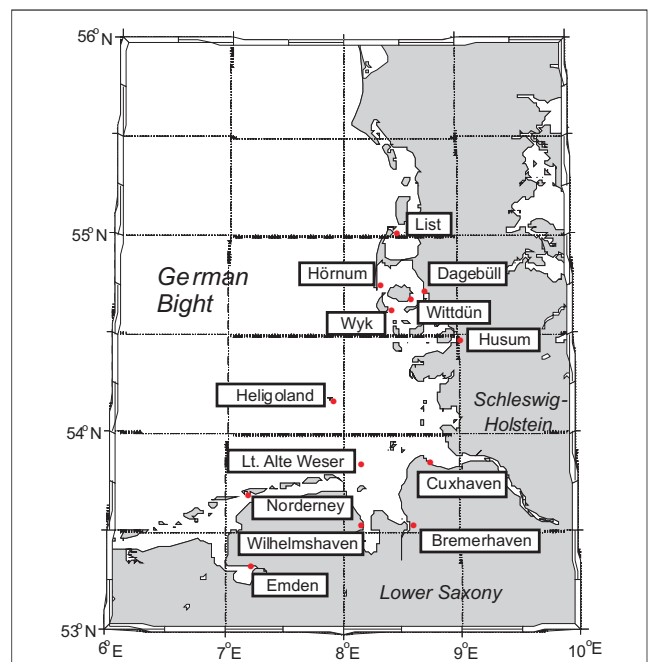 56°N
List
55°N
German
Bight
Hörnum
Dagebüll
Wittdün
Wyk
Husum
Heligoland
Schleswig-
Holstein
54°N
Lt. Alte Weser
Cuxhaven
Norderney
Wilhelmshaven
Bremerhaven
Emden
Lower Saxony
53°N
6°E
7°E
8°E
9°E
10°E